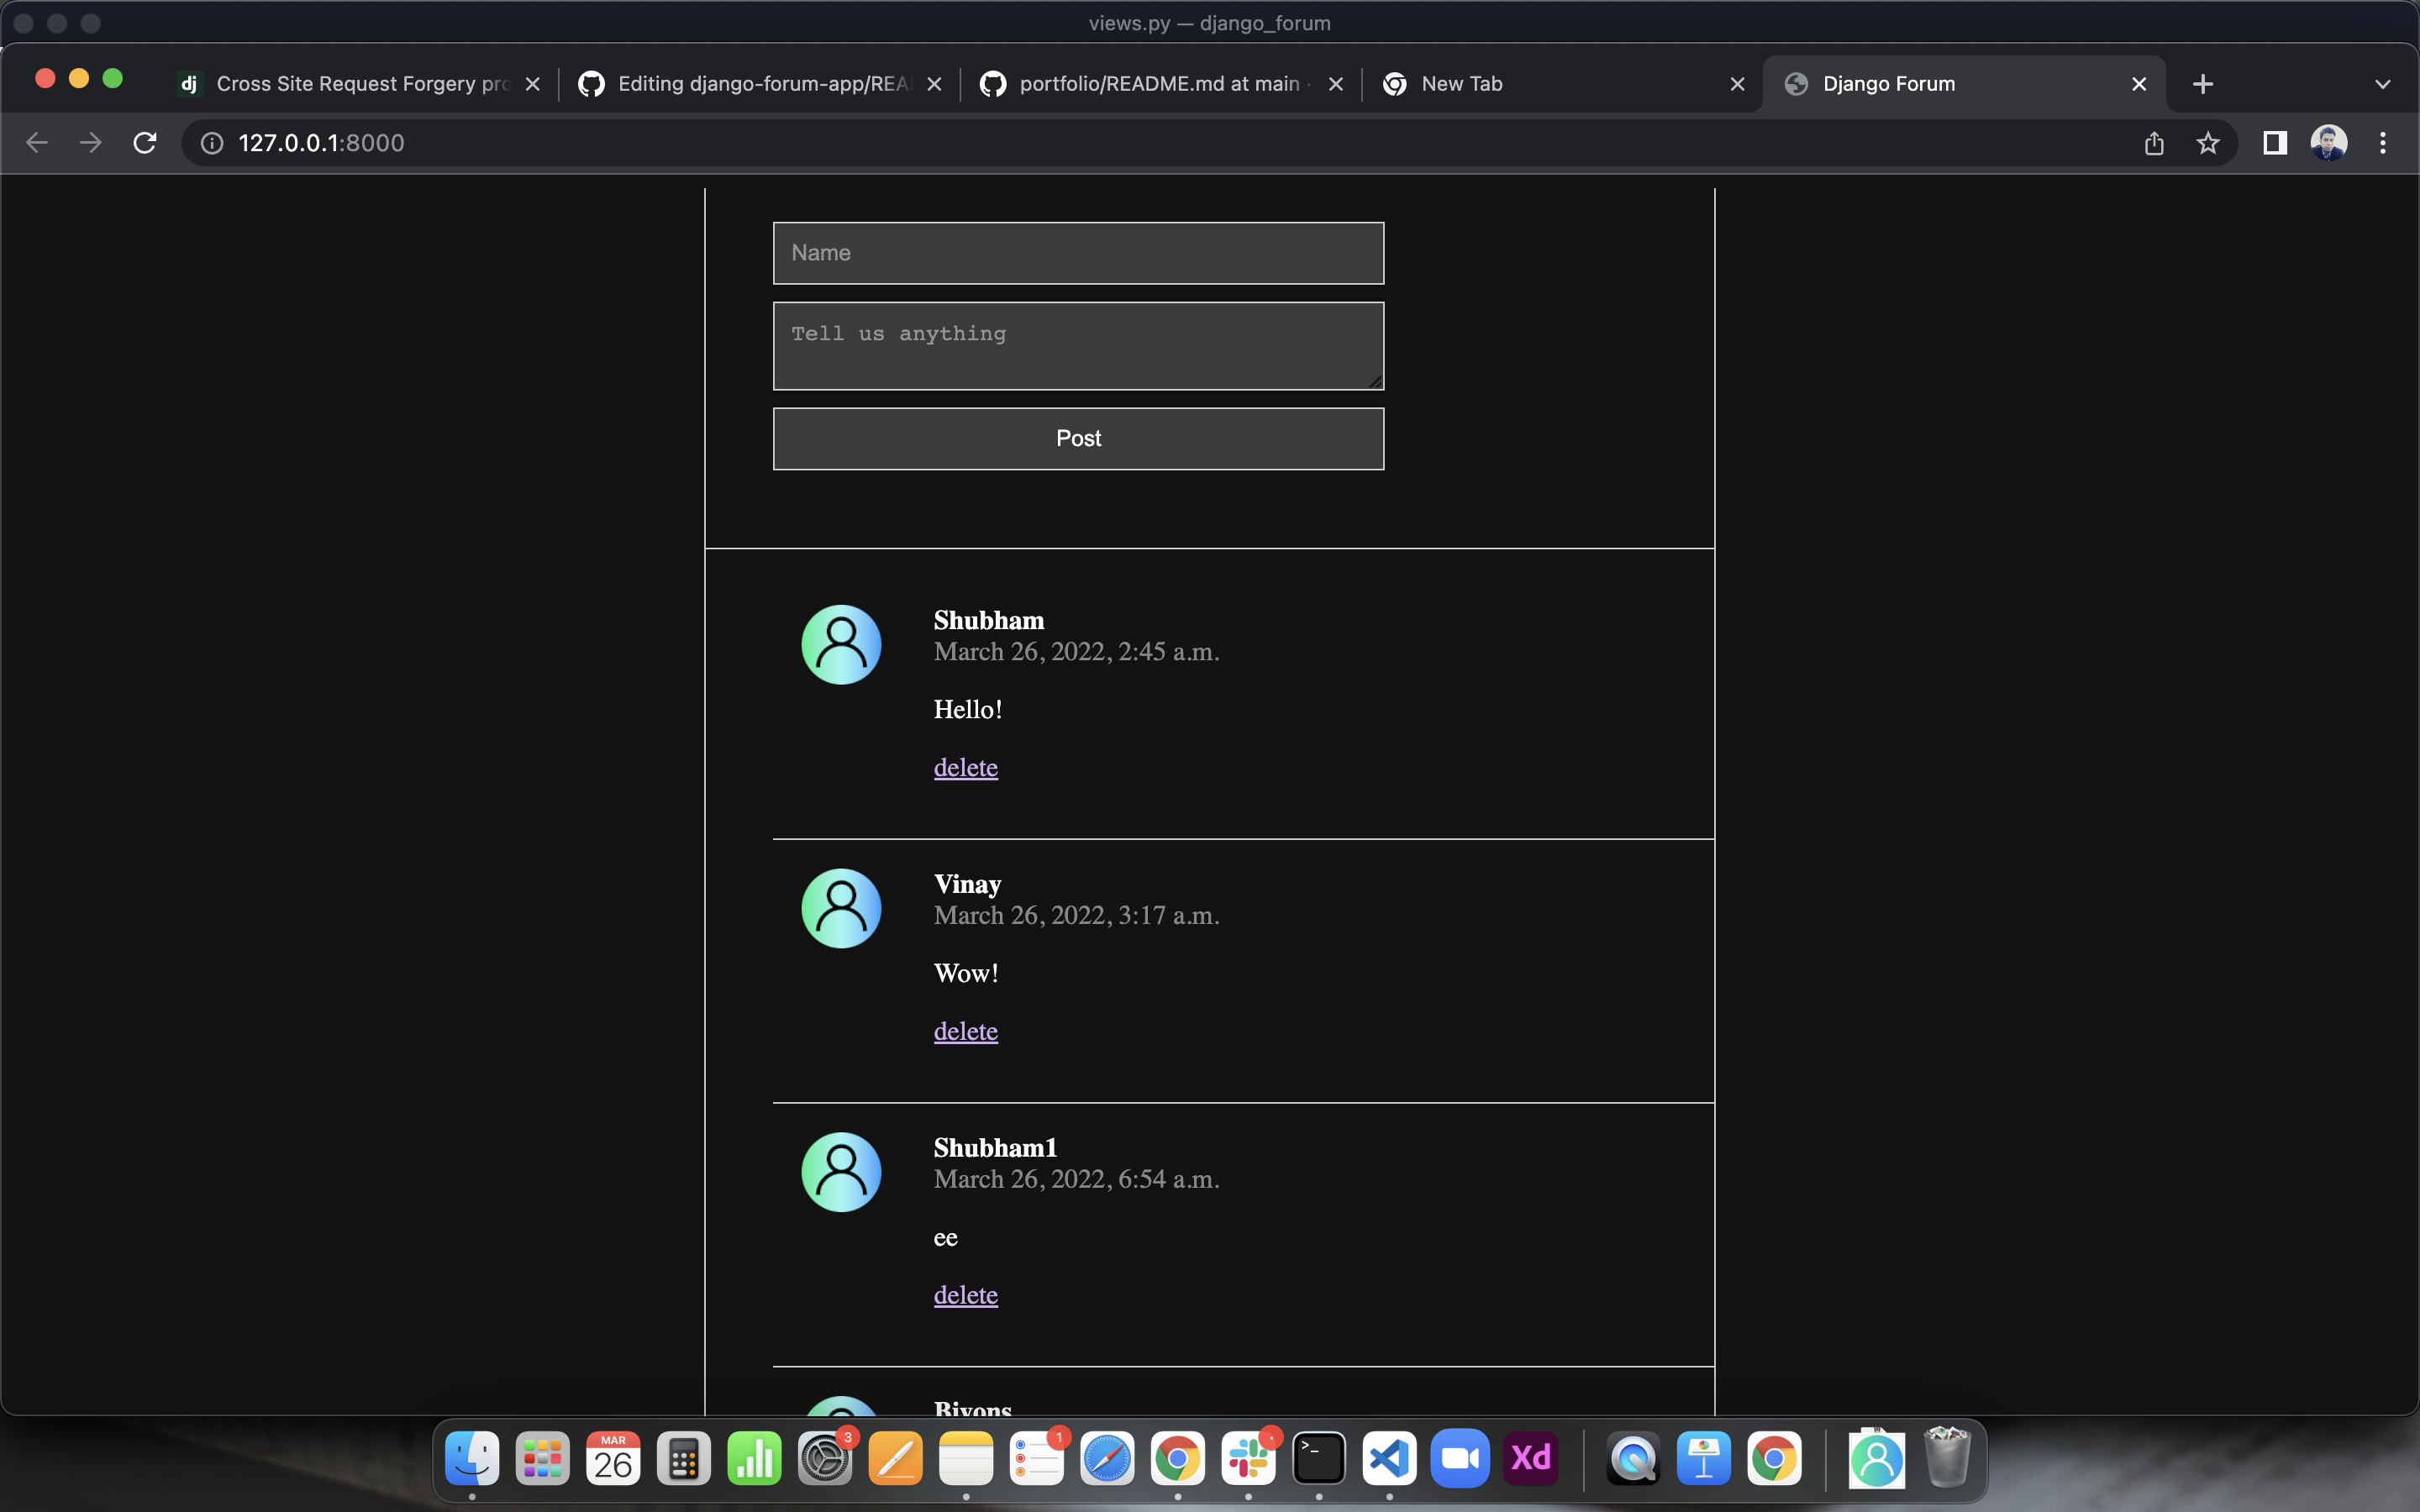 views.py — django_forum
dj Cross Site Request Forgery pro
Editing django-forum-app/REA
portfolio/README.md at main
New Tab
Django Forum
127.0.0.1:8000
Name
Tell us anything
Post
Shubham
March 26, 2022, 2:45 a.m.
Hello!
delete
Vinay
March 26, 2022, 3:17 a.m.
Wow!
delete
Shubham1
March 26, 2022, 6:54 a.m.
ee
delete
MAR
26
3
1
>_
Xd